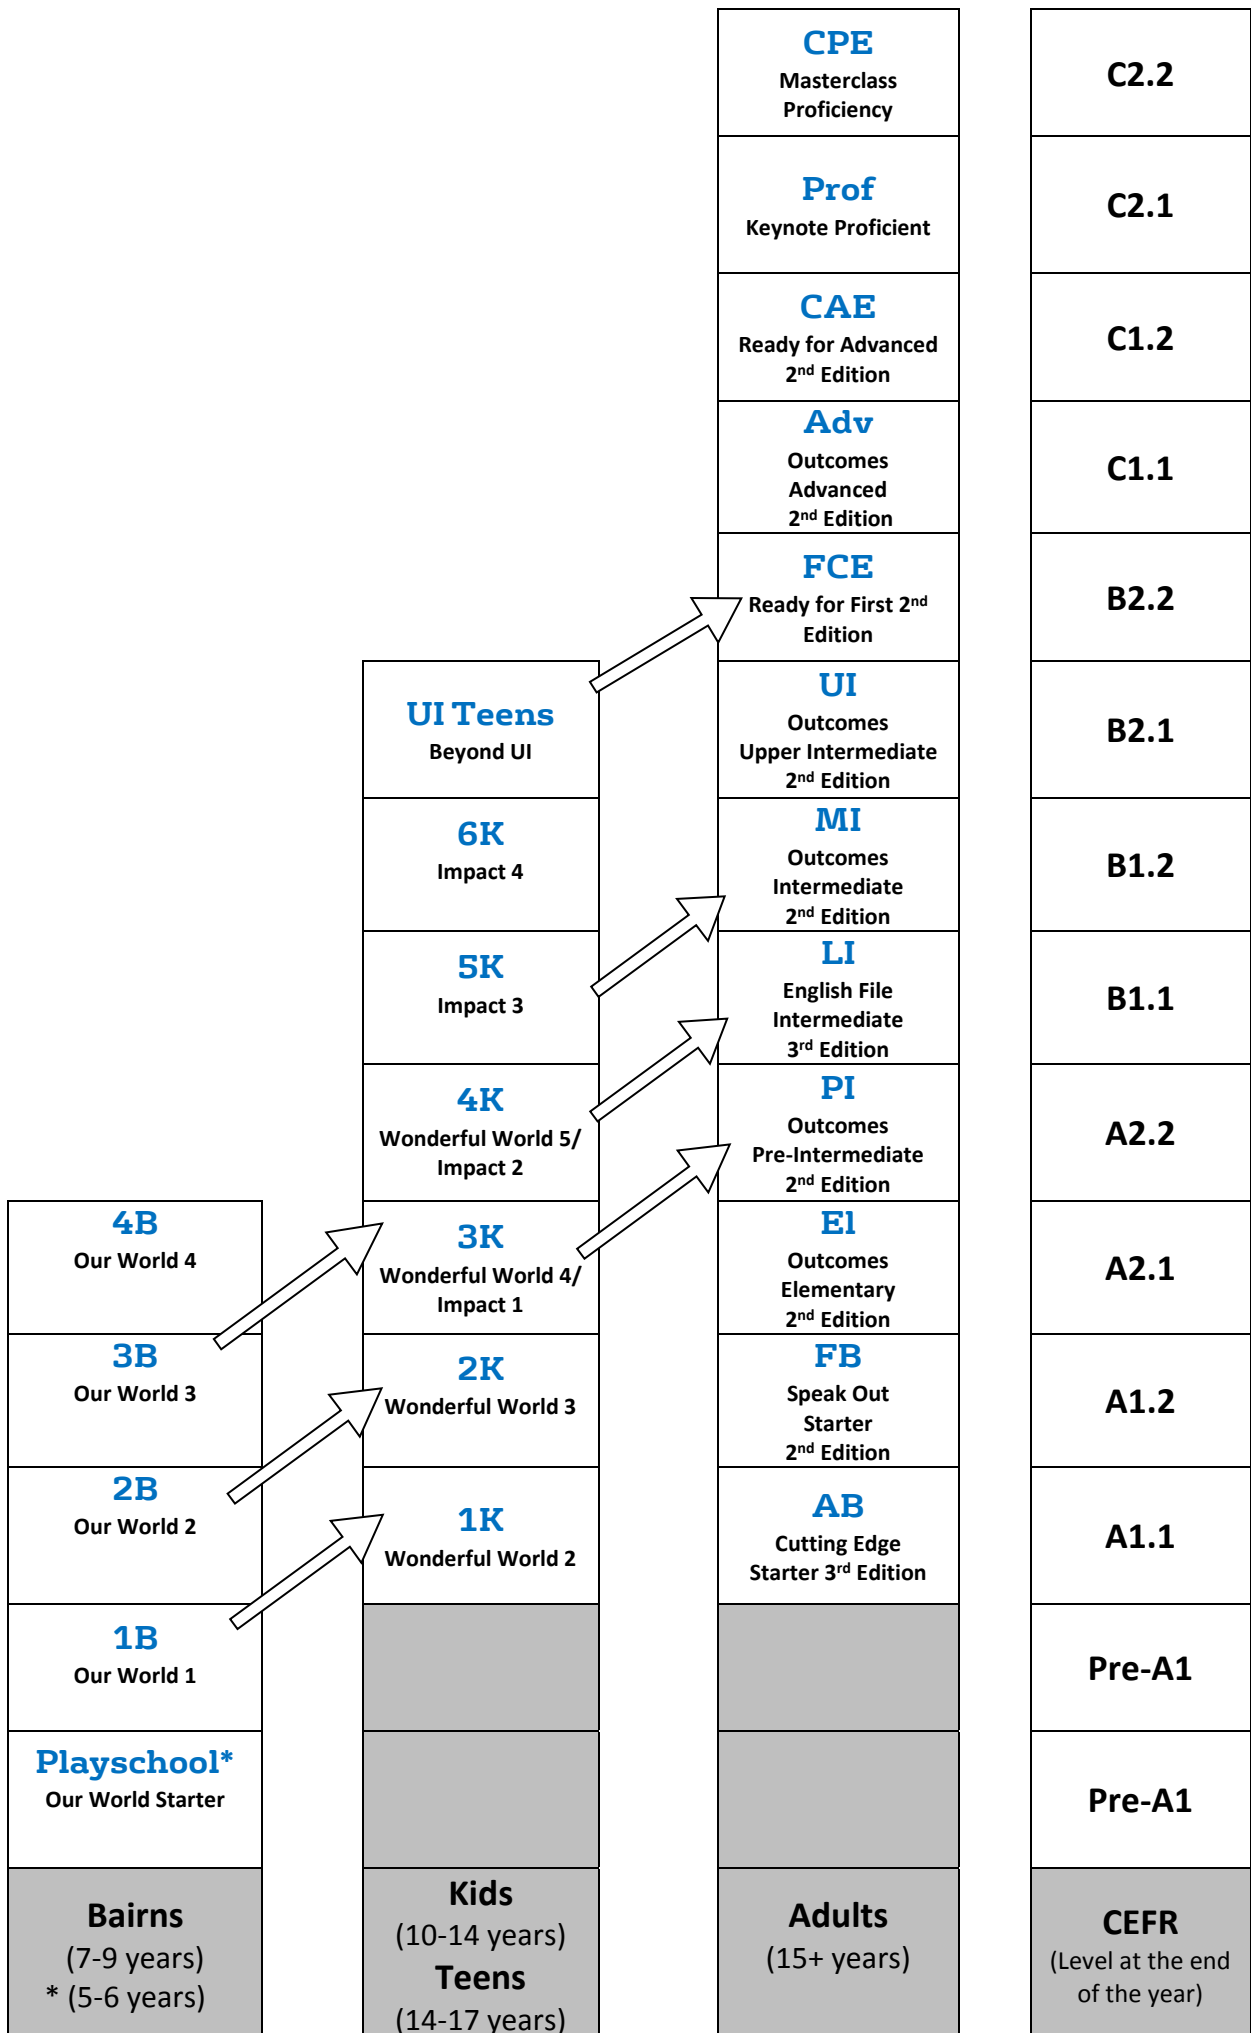 CPE
Masterclass
Proficiency
C2.2
Prof
Keynote Proficient
C2.1
CAE
Ready for Advanced
2nd Edition
C1.2
Adv
Outcomes
Advanced
2nd Edition
C1.1
FCE
Ready for First 2nd
Edition
B2.2
UI Teens
Beyond UI
UI
Outcomes
Upper Intermediate
2nd Edition
B2.1
6K
Impact 4
MI
Outcomes
Intermediate
2nd Edition
B1.2
5K
Impact 3
LI
English File
Intermediate
3rd Edition
B1.1
4K
Wonderful World 5/
Impact 2
PI
Outcomes
Pre-Intermediate
2nd Edition
A2.2
4B
Our World 4
3K
Wonderful World 4/
Impact 1
El
Outcomes
Elementary
2nd Edition
A2.1
3B
Our World 3
2K
Wonderful World 3
FB
Speak Out
Starter
2nd Edition
A1.2
2B
Our World 2
1K
Wonderful World 2
AB
Cutting Edge
Starter 3rd Edition
A1.1
1B
Our World 1
Pre-A1
Playschool*
Our World Starter
Pre-A1
Bairns
(7-9 years)
* (5-6 years)
Kids
(10-14 years)
Teens
(14-17 years)
Adults
(15+ years)
CEFR
(Level at the end
of the year)